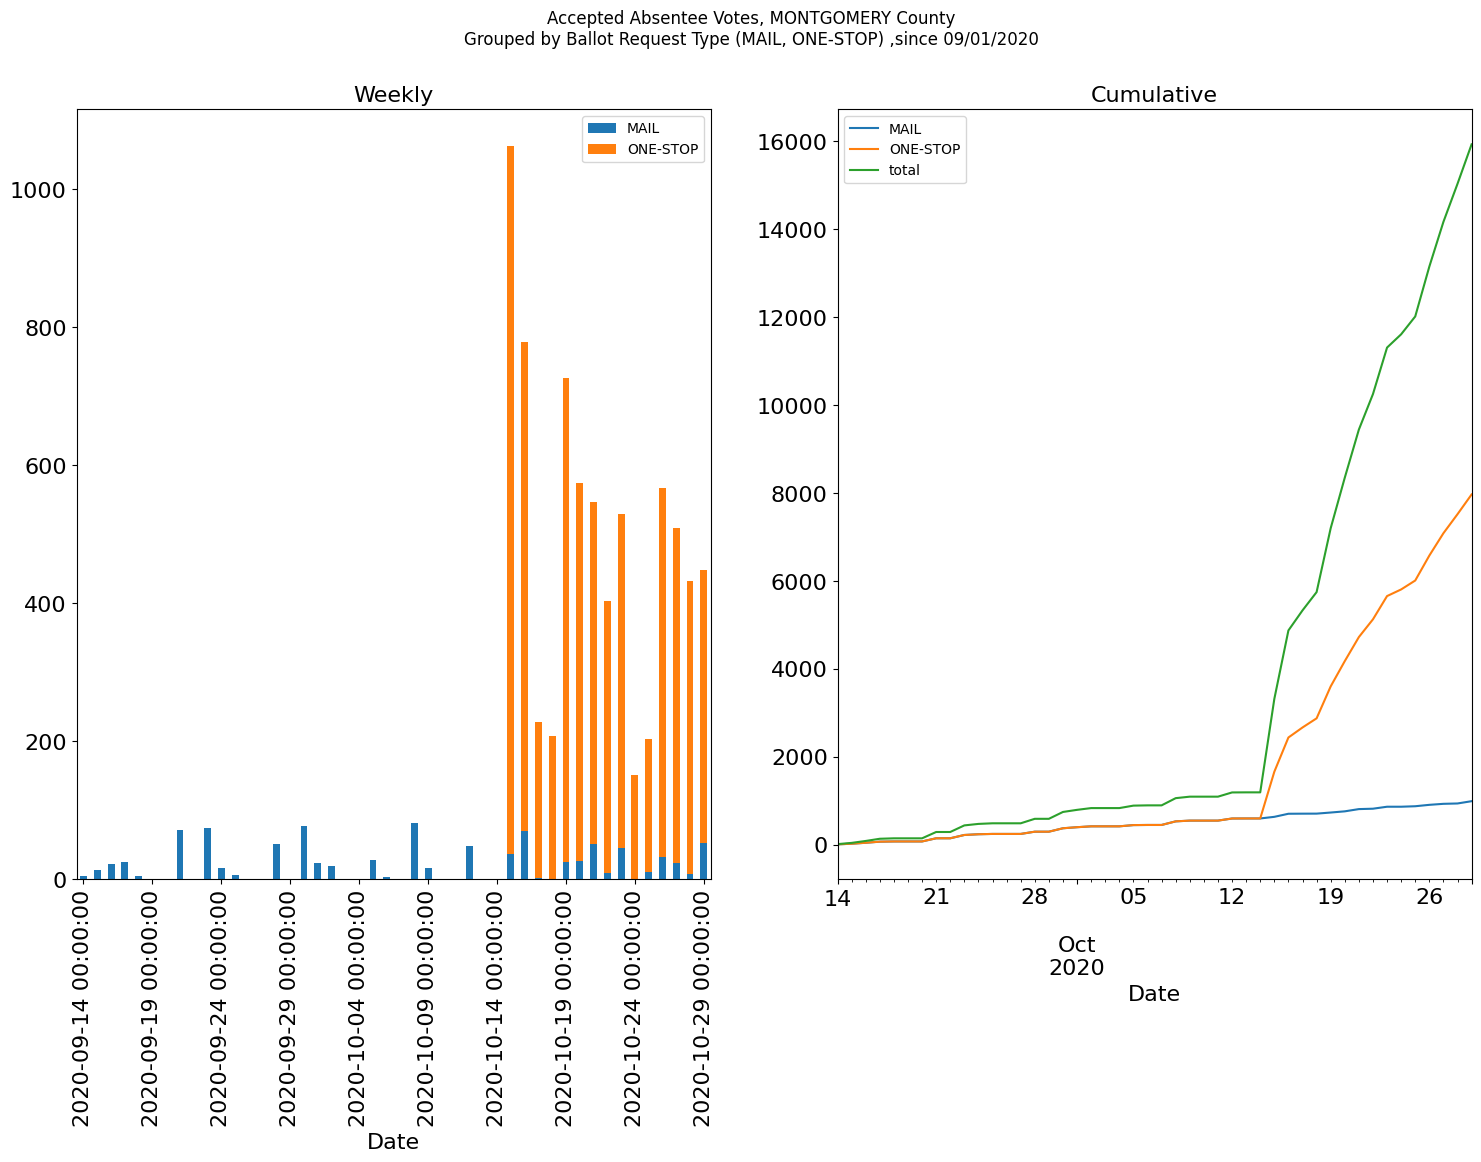 Accepted Absentee Votes, MONTGOMERY County
Grouped by Ballot Request Type (MAIL, ONE-STOP) ,since 09/01/2020
Weekly
MAIL
ONE-STOP
1000
800
600
400
200
0
2020-09-14 00:00:00
2020-09-19 00:00:00
2020-09-24 00:00:00
2020-09-29 00:00:00
2020-10-04 00:00:00
2020-10-09 00:00:00
2020-10-14 00:00:00
2020-10-19 00:00:00
2020-10-24 00:00:00
2020-10-29 00:00:00
Date
Cumulative
MAIL
ONE-STOP
total
16000
14000
12000
10000
8000
6000
4000
2000
0
14 21 28 05 12 19 26
Oct
2020
Date